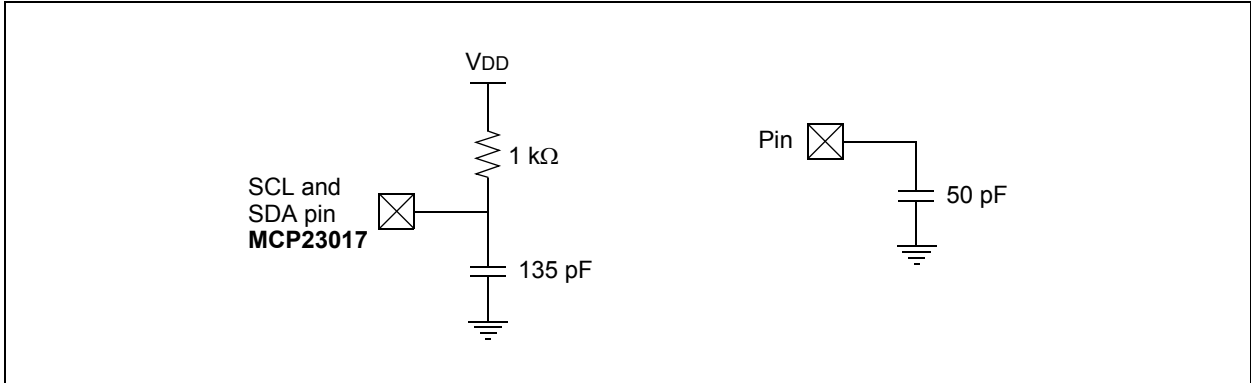 VDD
1 kΩ
SCL and
SDA pin
MCP23017
135 pF
Pin
50 pF